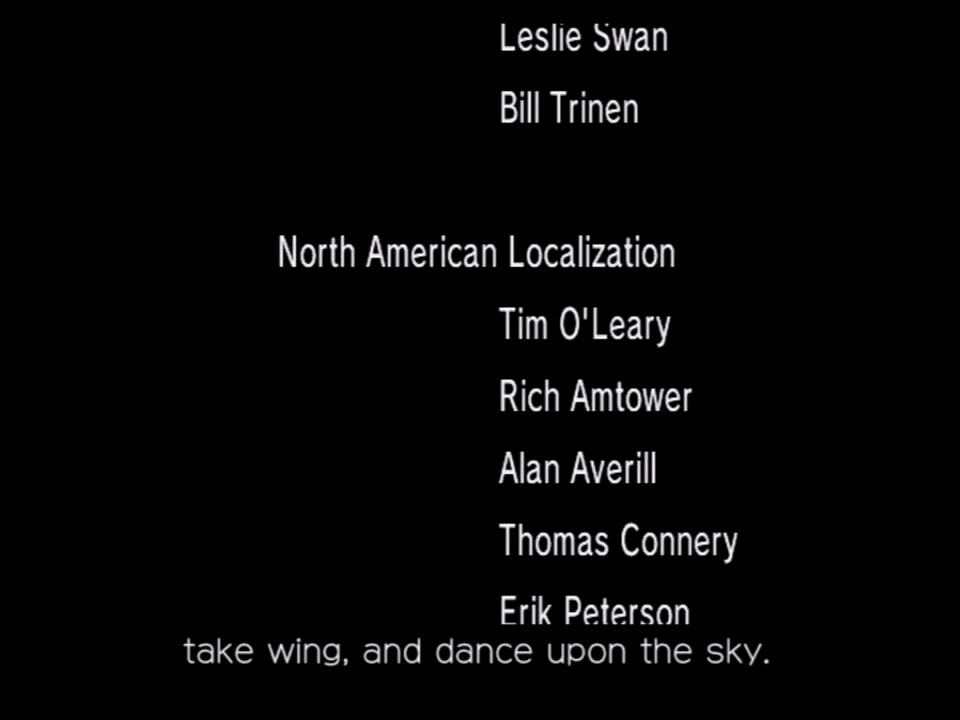 Leslie Swan
Bill Trinen
North American Localization
Tim O'Leary
Rich Amtower
Alan Averill
Thomas Connery
Erik Peterson
take wing, and dance upon the sky.